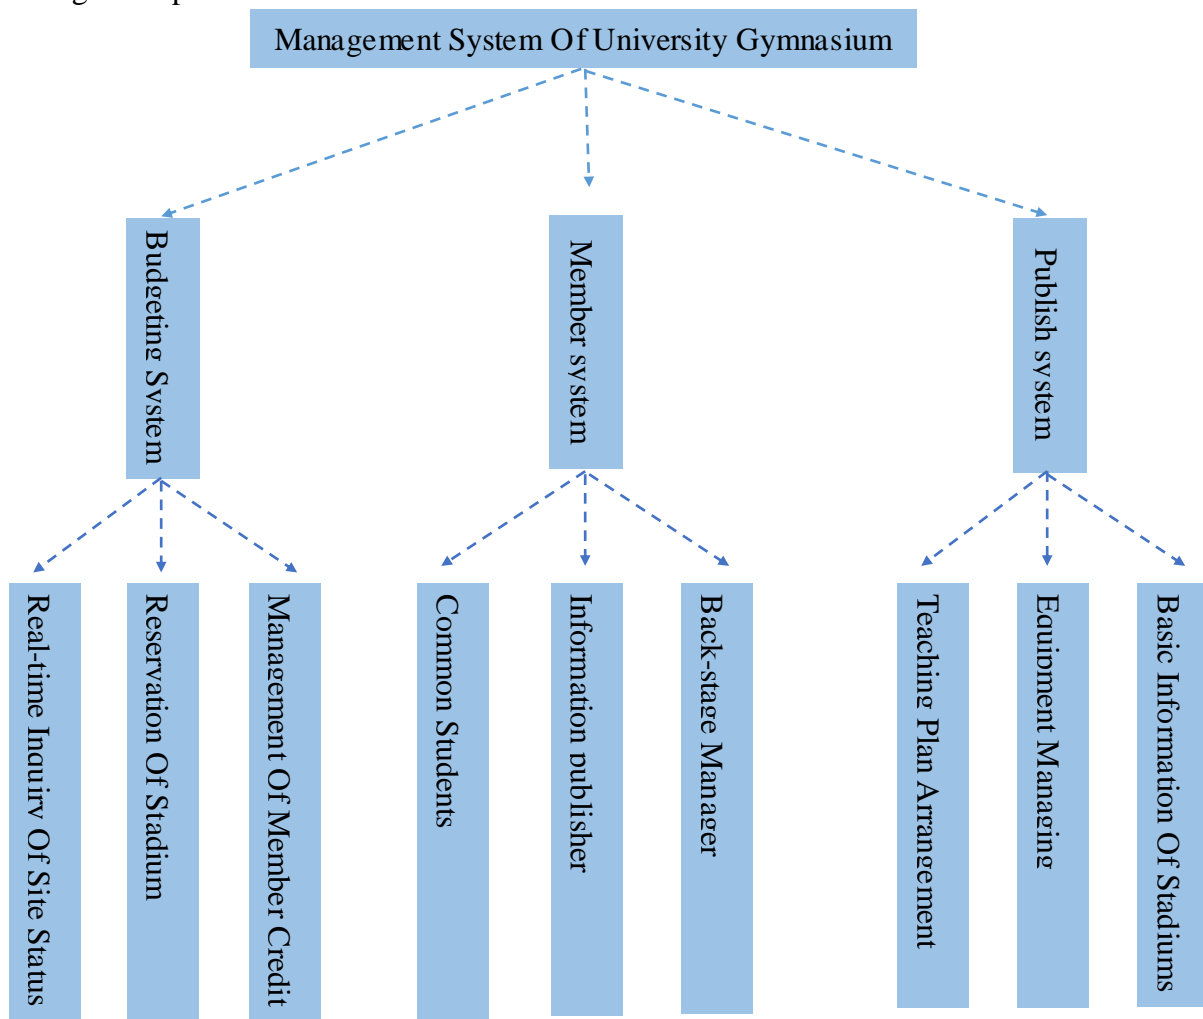 Management System Of University Gymnasium
Budgeting System
Member system
Publish system
Real-time Inquiry Of Site Status
Reservation Of Stadium
Management Of Member Credit
Common Students
Information publisher
Back-stage Manager
Teaching Plan Arrangement
Equipment Managing
Basic Information Of Stadiums